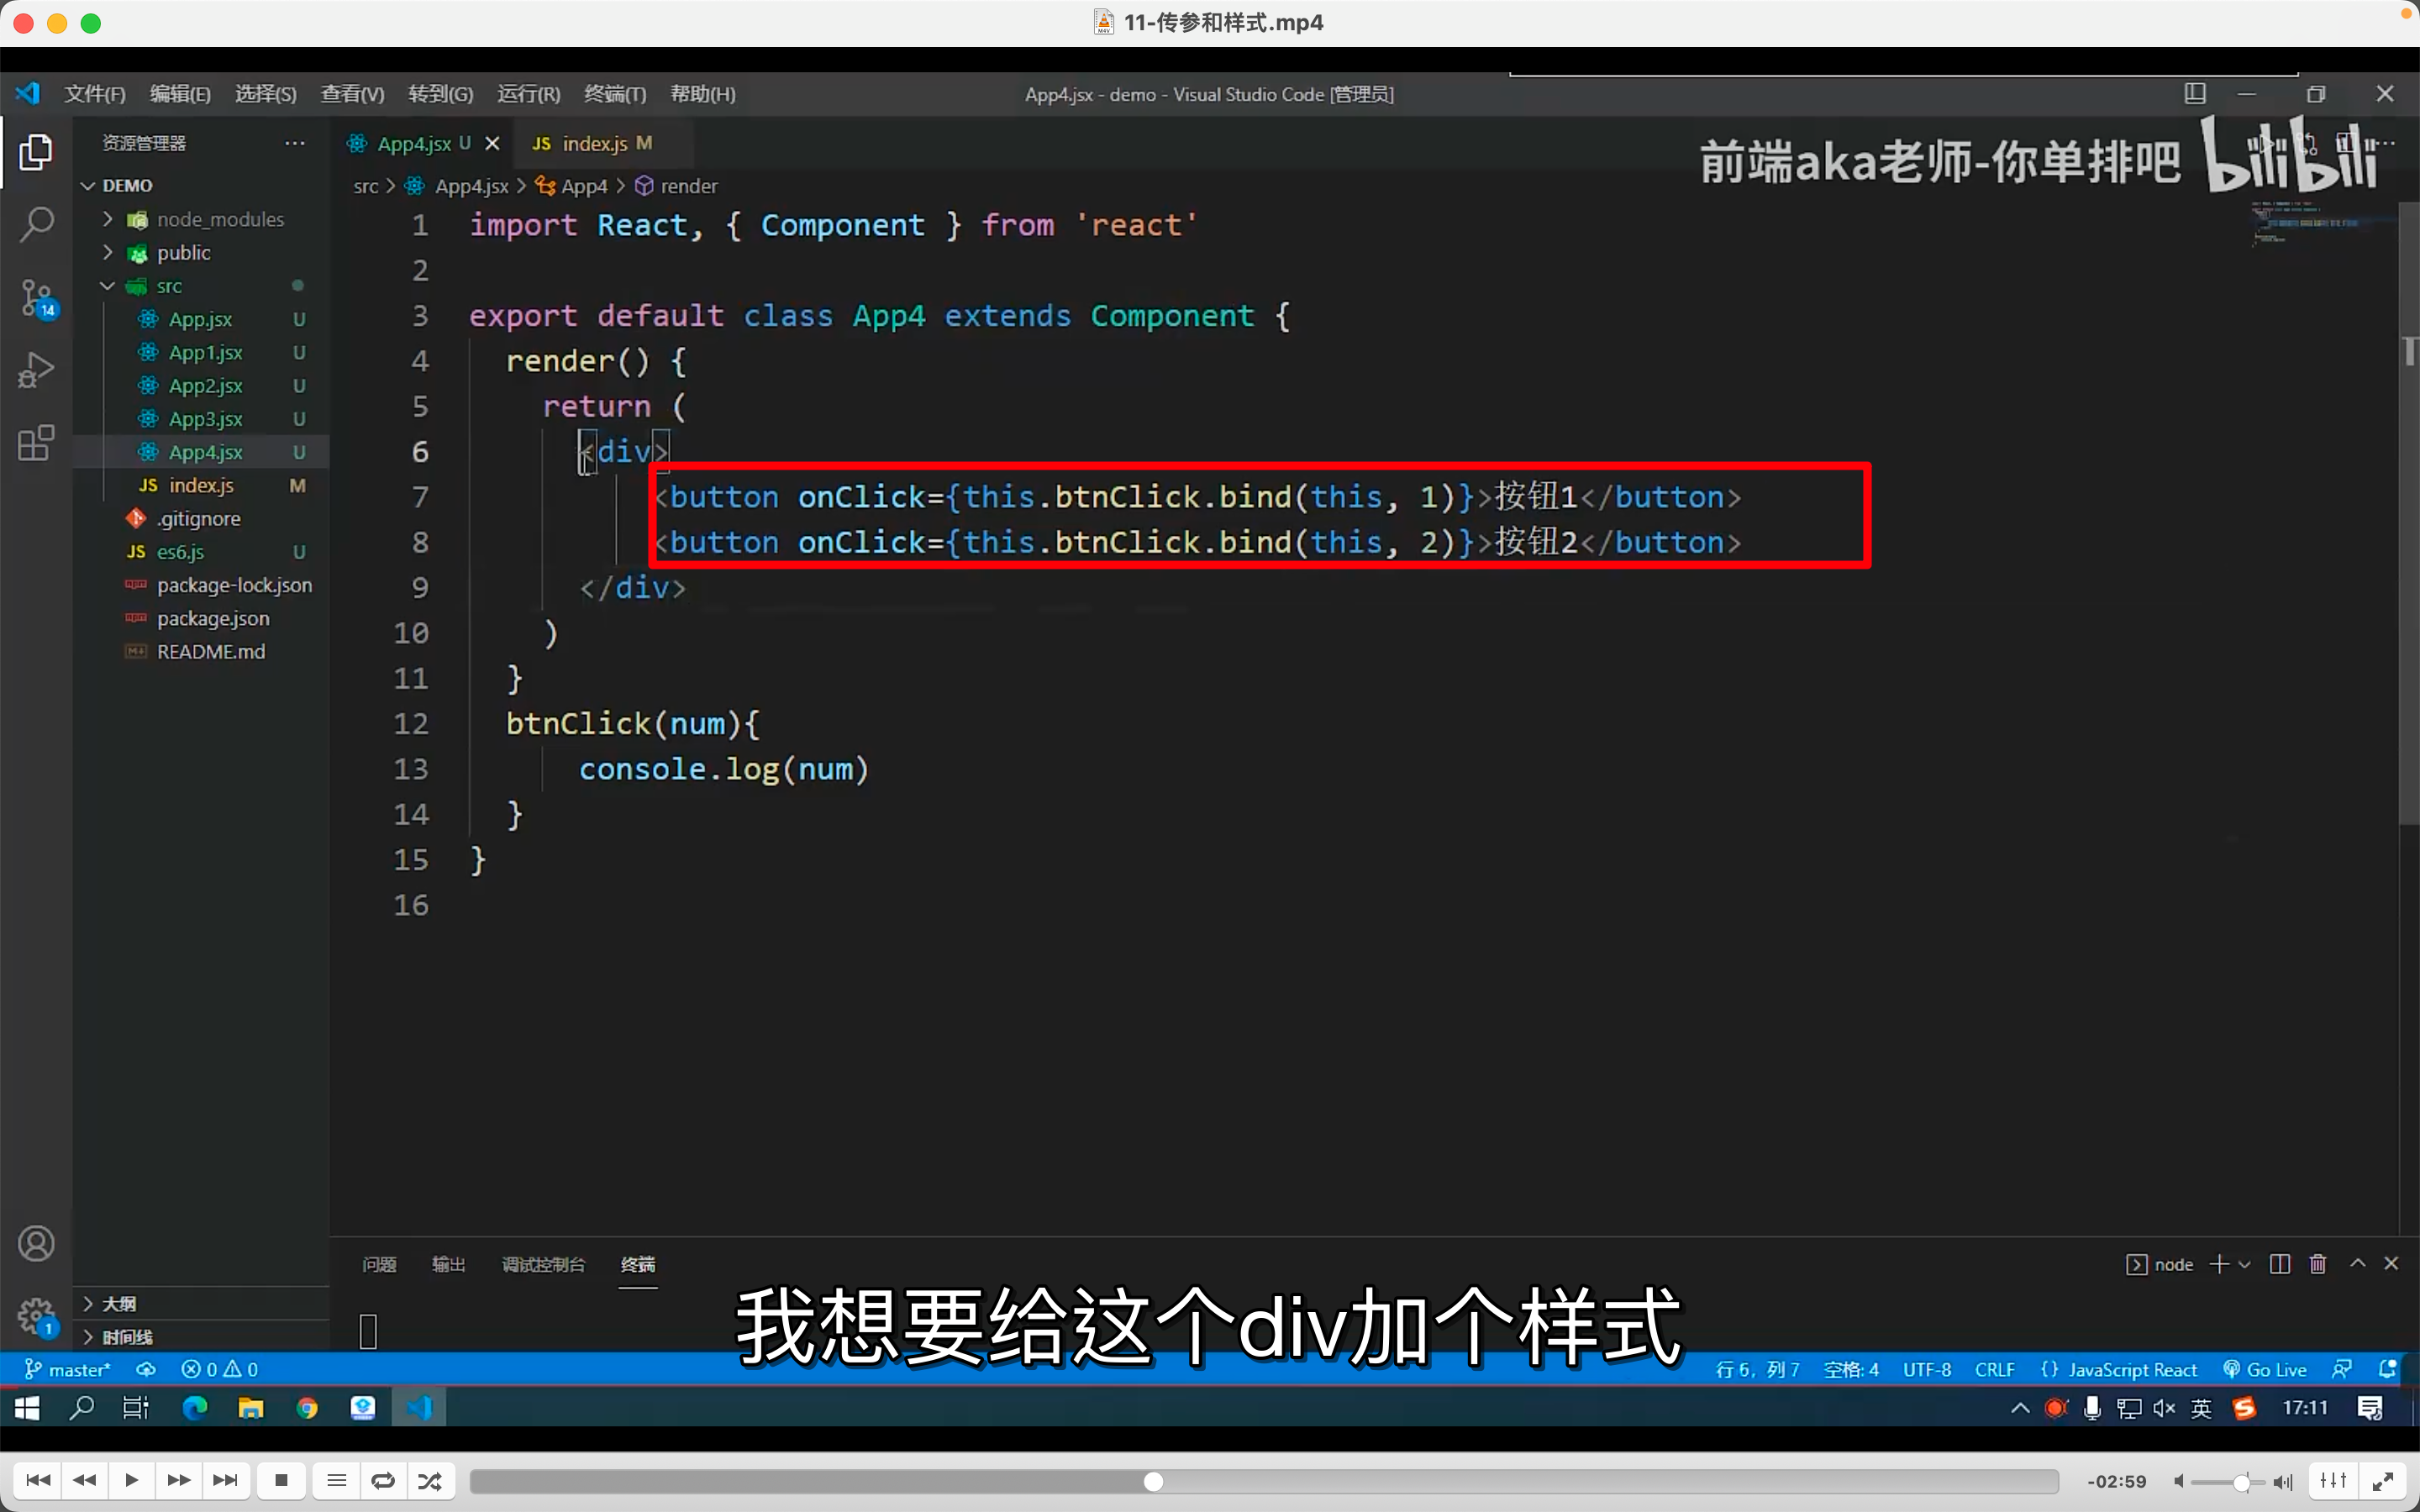 11-传参和样式.mp4
文件(F) 编辑(E) 选择(S) 查看(V) 转到(G) 运行(R) 终端(T) 帮助(H)
App4.jsx - demo - Visual Studio Code [管理员]
资源管理器
App4.jsx U
JS index.js M
前端aka老师-你单排吧 bilibili
DEMO
src > App4.jsx > App4 > render
node_modules
public
src
App.jsx U
App1.jsx U
App2.jsx U
App3.jsx U
App4.jsx U
JS index.js M
.gitignore
JS es6.js U
package-lock.json
package.json
README.md
14
1 import React, { Component } from 'react'
2
3 export default class App4 extends Component {
4 render() {
5 return (
6 <div>
7 <button onClick={this.btnClick.bind(this, 1)}>按钮1</button>
8 <button onClick={this.btnClick.bind(this, 2)}>按钮2</button>
9 </div>
10 )
11 }
12 btnClick(num){
13 console.log(num)
14 }
15 }
16
问题 输出 调试控制台 终端
node
大纲
时间线
1
我想要给这个div加个样式
master* 0 0
行 6，列 7 空格: 4 UTF-8 CRLF {} JavaScript React Go Live
英 17:11
-02:59